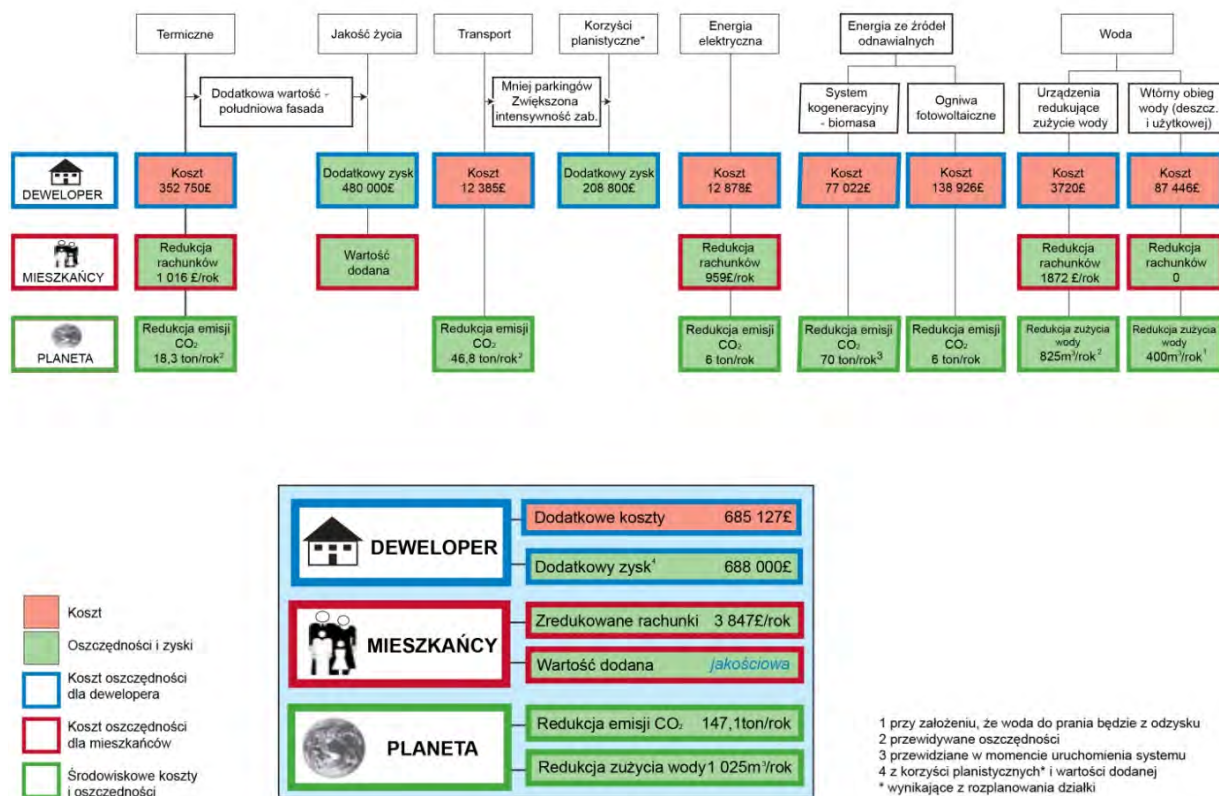 Termiczne
Jakość życia
Transport
Korzyści
planistyczne*
Energia
elektryczna
Energia ze źródeł
odnawialnych
Woda
Dodatkowa wartość -
południowa fasada
Mniej parkingów
Zwiększona
intensywność zab.
System
kogeneracyjny
- biomasa
Ogniwa
fotowoltaiczne
Urządzenia
redukujące
zużycie wody
Wtórny obieg
wody (deszcz.
i użytkowej)
DEWELOPER
Koszt
352 750£
Dodatkowy zysk
480 000£
Koszt
12 385£
Dodatkowy zysk
208 800£
Koszt
12 878£
Koszt
77 022£
Koszt
138 926£
Koszt
3720£
Koszt
87 446£
MIESZKAŃCY
Redukcja
rachunków
1 016 £/rok
Wartość
dodana
Redukcja
rachunków
959£/rok
Redukcja
rachunków
1872 £/rok
Redukcja
rachunków
0
PLANETA
Redukcja emisji
CO₂
18,3 ton/rok²
Redukcja emisji
CO₂
46,8 ton/rok²
Redukcja emisji
CO₂
6 ton/rok
Redukcja emisji
CO₂
70 ton/rok³
Redukcja emisji
CO₂
6 ton/rok
Redukcja zużycia
wody
825m³/rok²
Redukcja zużycia
wody
400m³/rok¹
DEWELOPER
Dodatkowe koszty 685 127£
Dodatkowy zysk⁴ 688 000£
MIESZKAŃCY
Zredukowane rachunki 3 847£/rok
Wartość dodana jakościowa
PLANETA
Redukcja emisji CO₂ 147,1ton/rok
Redukcja zużycia wody 1 025m³/rok
Koszt
Oszczędności i zyski
Koszt oszczędności
dla dewelopera
Koszt oszczędności
dla mieszkańców
Środowiskowe koszty
i oszczędności
1 przy założeniu, że woda do prania będzie z odzysku
2 przewidywane oszczędności
3 przewidziane w momencie uruchomienia systemu
4 z korzyści planistycznych* i wartości dodanej
* wynikające z rozplanowania działki